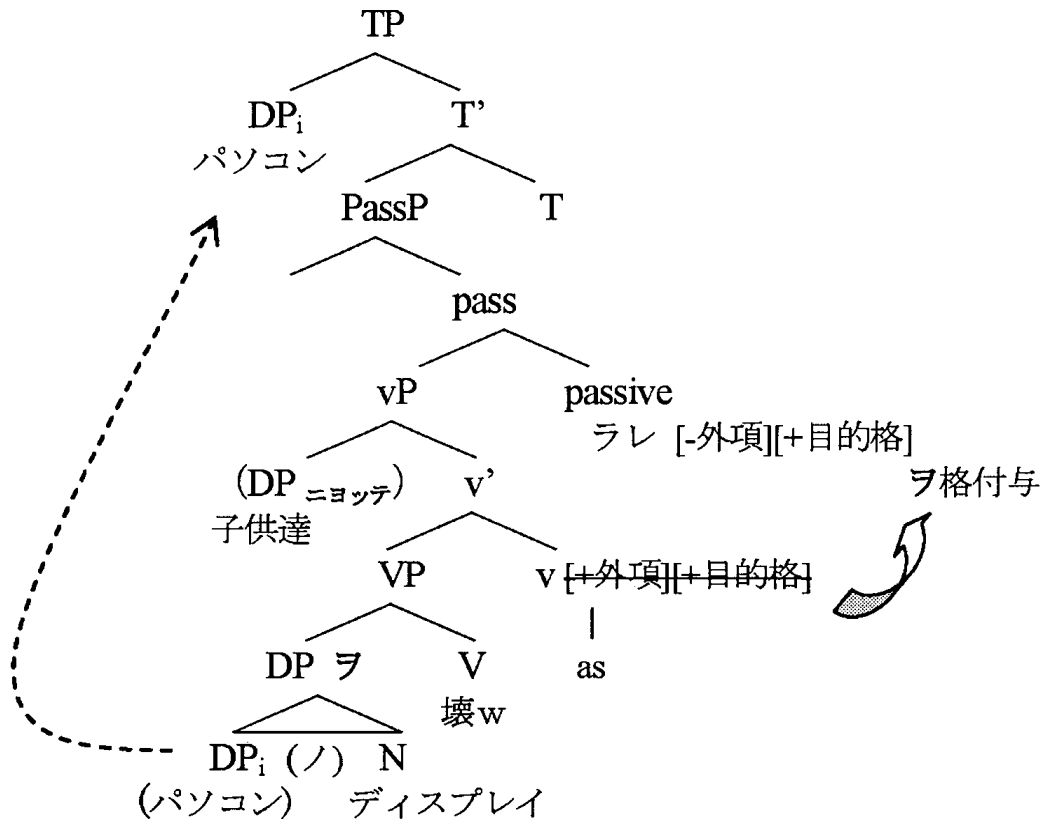 TP
DPi T’
パソコン
PassP T
pass
vP passive
ラレ [-外項][+目的格]
(DP ニヨッテ) v’ ヲ格付与
子供達
VP v [+外項][+目的格]
DP ヲ V as
壊w
DPi (ノ) N
(パソコン) ディスプレイ